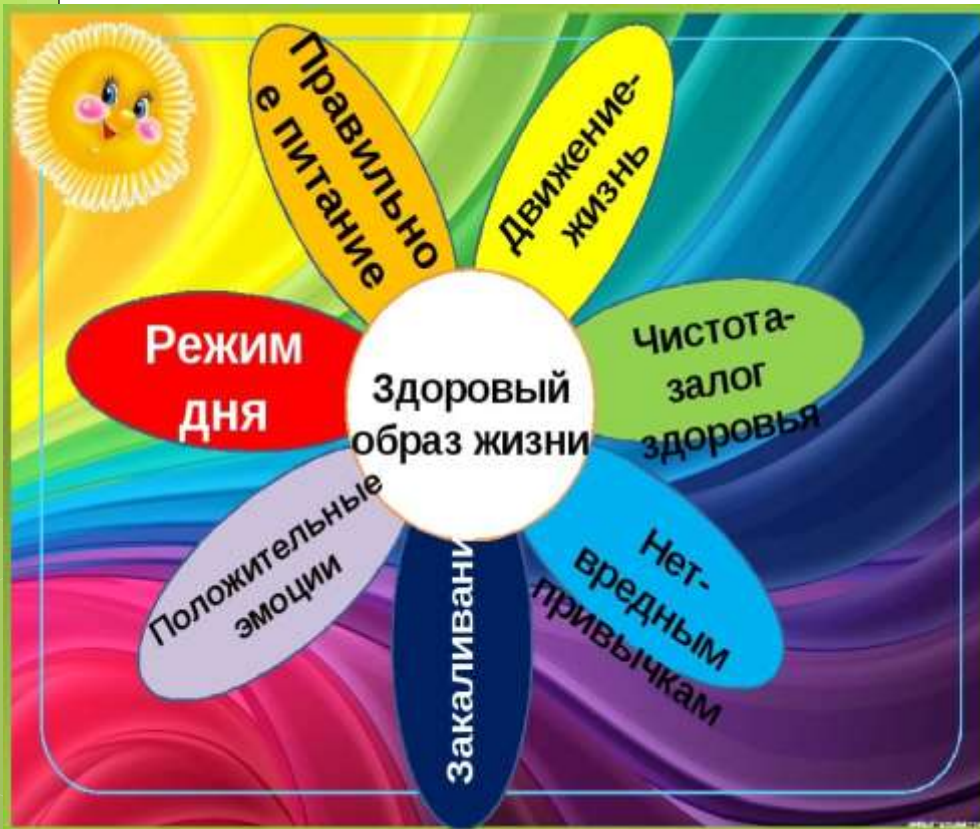 Правильно
е питание
Движение-
жизнь
Чистота-
залог
здоровья
Нет-
вредным
привычкам
Закаливани
Положительные
эмоции
Режим
дня
Здоровый
образ жизни